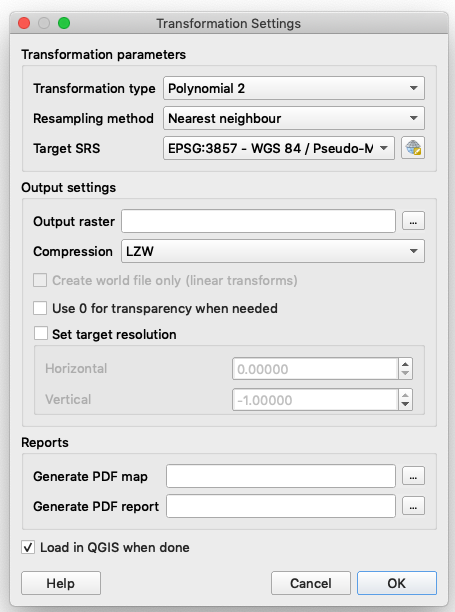 Transformation Settings
Transformation parameters
Transformation type Polynomial 2
Resampling method Nearest neighbour
Target SRS EPSG:3857 - WGS 84 / Pseudo-M
Output settings
Output raster ...
Compression LZW
Create world file only (linear transforms)
Use 0 for transparency when needed
Set target resolution
Horizontal 0.00000
Vertical -1.00000
Reports
Generate PDF map ...
Generate PDF report ...
Load in QGIS when done
Help Cancel OK